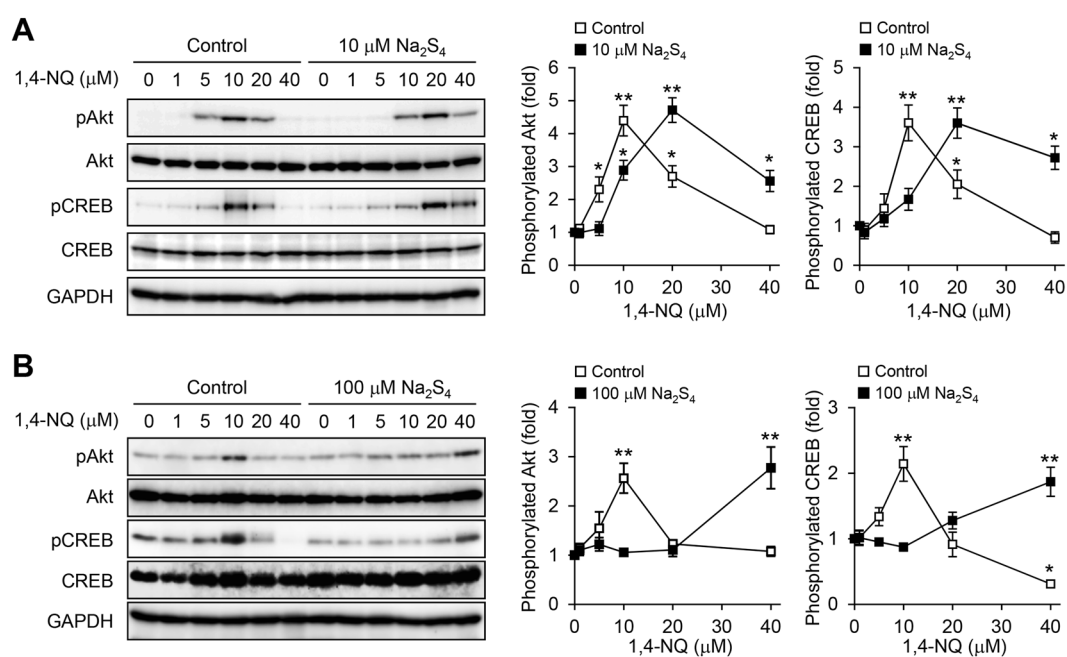 A
Control 10 μM Na₂S₄
1,4-NQ (μM) 0 1 5 10 20 40 0 1 5 10 20 40
pAkt
Akt
pCREB
CREB
GAPDH
□ Control
■ 10 μM Na₂S₄
Phosphorylated Akt (fold)
6
5
4
3
2
1
0
** ** * * * *
0 10 20 30 40
1,4-NQ (μM)
□ Control
■ 10 μM Na₂S₄
Phosphorylated CREB (fold)
5
4
3
2
1
0
** ** * *
0 10 20 30 40
1,4-NQ (μM)
B
Control 100 μM Na₂S₄
1,4-NQ (μM) 0 1 5 10 20 40 0 1 5 10 20 40
pAkt
Akt
pCREB
CREB
GAPDH
□ Control
■ 100 μM Na₂S₄
Phosphorylated Akt (fold)
4
3
2
1
0
** **
0 10 20 30 40
1,4-NQ (μM)
□ Control
■ 100 μM Na₂S₄
Phosphorylated CREB (fold)
3
2
1
0
** ** *
0 10 20 30 40
1,4-NQ (μM)